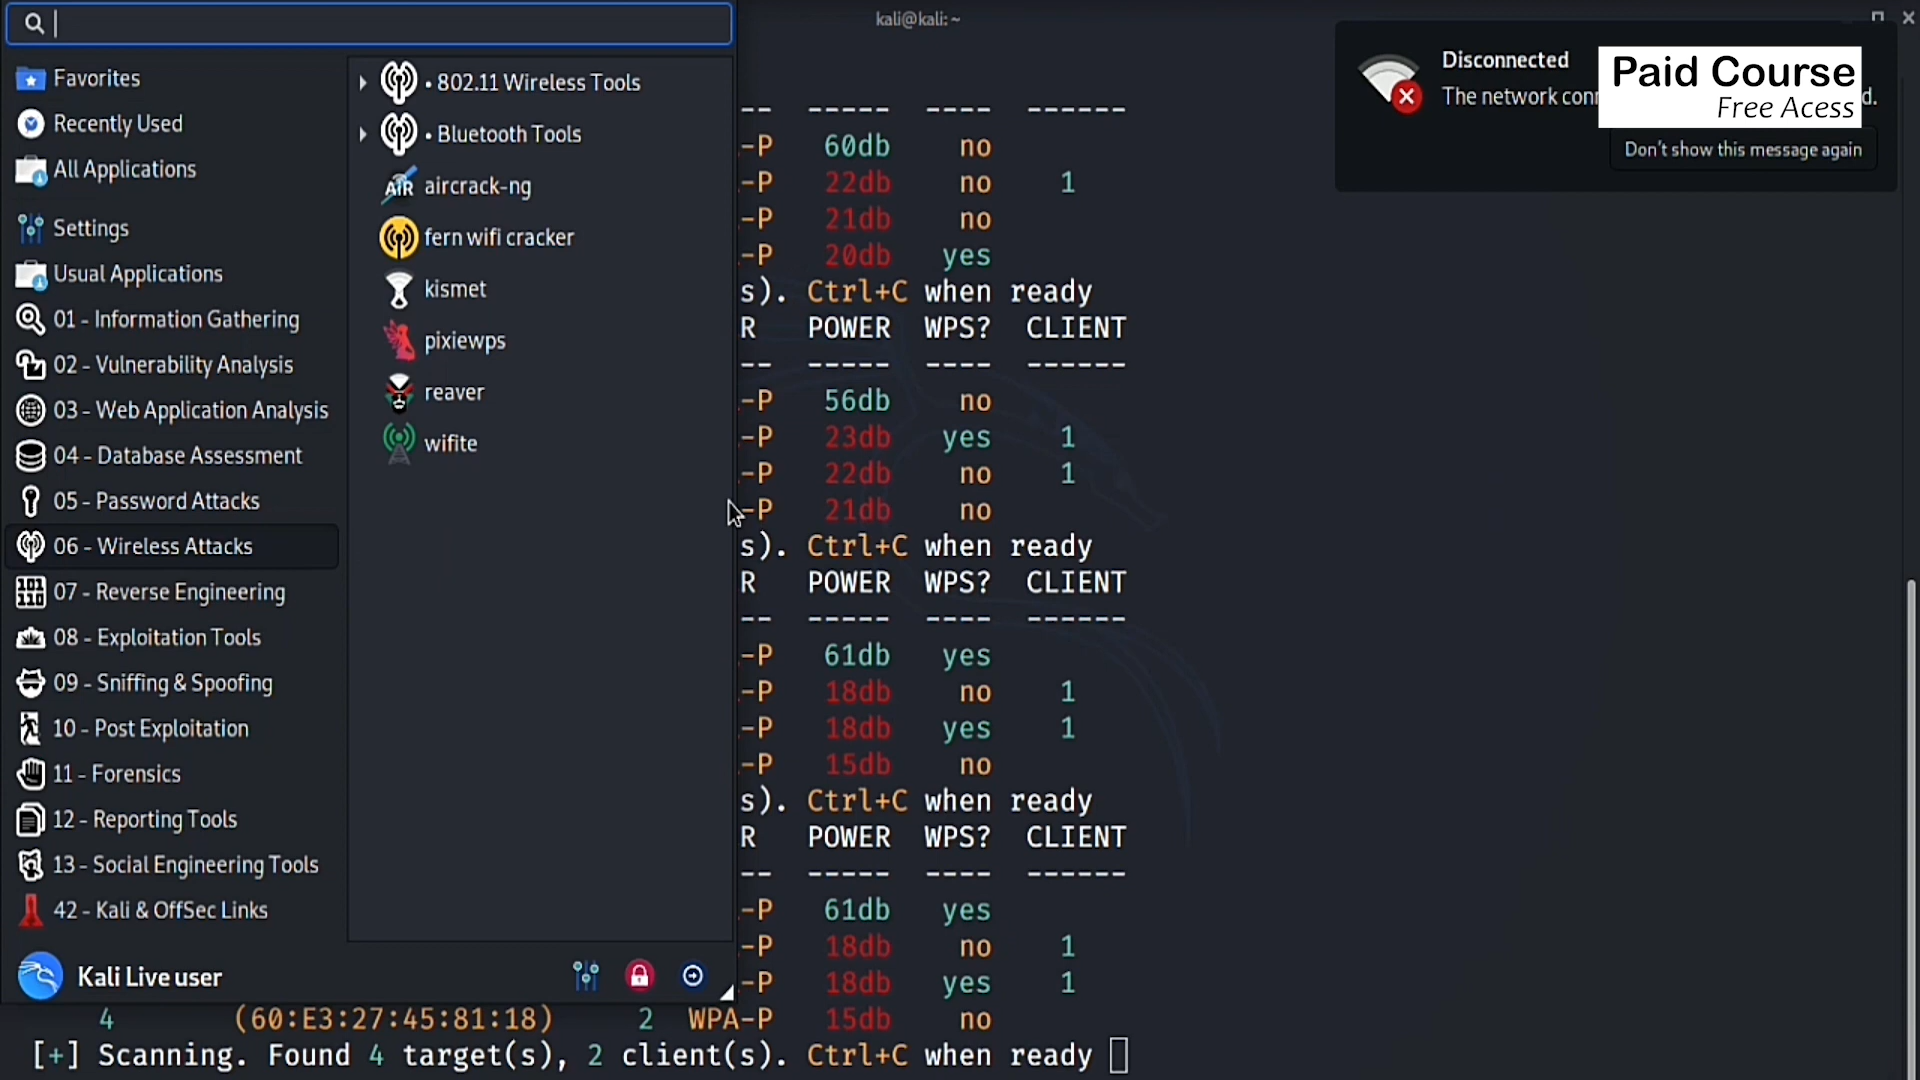 kali@kali: ~
Favorites
Recently Used
All Applications
Settings
Usual Applications
01 - Information Gathering
02 - Vulnerability Analysis
03 - Web Application Analysis
04 - Database Assessment
05 - Password Attacks
06 - Wireless Attacks
07 - Reverse Engineering
08 - Exploitation Tools
09 - Sniffing & Spoofing
10 - Post Exploitation
11 - Forensics
12 - Reporting Tools
13 - Social Engineering Tools
42 - Kali & OffSec Links
Kali Live user
• 802.11 Wireless Tools
• Bluetooth Tools
aircrack-ng
fern wifi cracker
kismet
pixiewps
reaver
wifite
-- ----- ---- ------
-P 60db no
-P 22db no 1
-P 21db no
-P 20db yes
s). Ctrl+C when ready
R POWER WPS? CLIENT
-- ----- ---- ------
-P 56db no
-P 23db yes 1
-P 22db no 1
-P 21db no
s). Ctrl+C when ready
R POWER WPS? CLIENT
-- ----- ---- ------
-P 61db yes
-P 18db no 1
-P 18db yes 1
-P 15db no
s). Ctrl+C when ready
R POWER WPS? CLIENT
-- ----- ---- ------
-P 61db yes
-P 18db no 1
-P 18db yes 1
4 (60:E3:27:45:81:18) 2 WPA-P 15db no
[+] Scanning. Found 4 target(s), 2 client(s). Ctrl+C when ready
Disconnected
The network con
d.
Don't show this message again
Paid Course
Free Acess